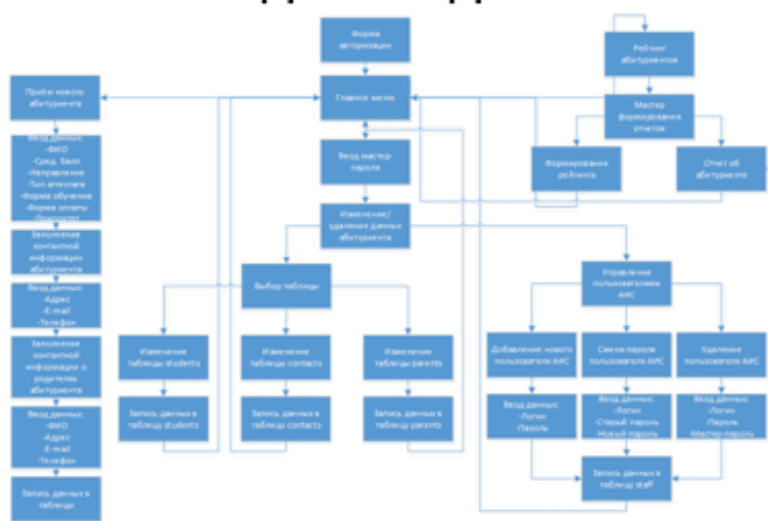 Форма
авторизации
Рейтинг
абитуриентов
Приём нового
абитуриента
Главное меню
Мастер
формирования
отчетов
Ввод данных:
-ФИО
-Сред. Балл
-Направление
-Тип аттестата
-Форма обучения
-Форма оплаты
-Приоритет
Ввод мастер-
пароля
Формирование
рейтинга
Отчет об
абитуриенте
Изменение/
удаление данных
абитуриента
Заполнение
контактной
информации
абитуриента
Выбор таблицы
Управление
пользователями
АИС
Ввод данных:
-Адрес
-E-mail
-Телефон
Изменение
таблицы students
Изменение
таблицы contacts
Изменение
таблицы parents
Добавление нового
пользователя АИС
Смена пароля
пользователя АИС
Удаление
пользователя АИС
Заполнение
контактной
информации о
родителях
абитуриента
Запись данных в
таблицу students
Запись данных в
таблицу contacts
Запись данных в
таблицу parents
Ввод данных:
-Логин
-Пароль
Ввод данных:
-Логин
-Старый пароль
-Новый пароль
Ввод данных:
-Логин
-Пароль
-Мастер-пароль
Ввод данных:
-ФИО
-Адрес
-E-mail
-Телефон
Запись данных в
таблицу staff
Запись данных в
таблицы